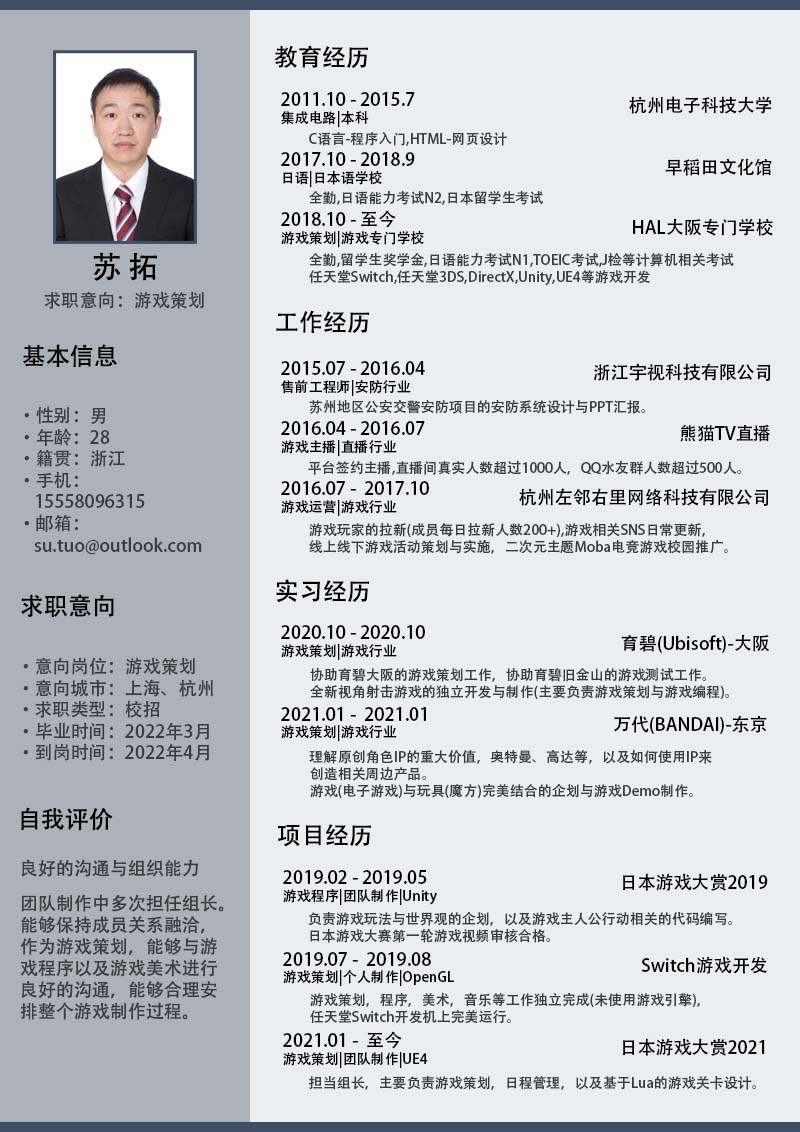 苏 拓
求职意向：游戏策划
基本信息
• 性别：男
• 年龄：28
• 籍贯：浙江
• 手机：
15558096315
• 邮箱：
su.tuo@outlook.com
求职意向
• 意向岗位：游戏策划
• 意向城市：上海、杭州
• 求职类型：校招
• 毕业时间：2022年3月
• 到岗时间：2022年4月
自我评价
良好的沟通与组织能力
团队制作中多次担任组长。
能够保持成员关系融洽，
作为游戏策划，能够与游
戏程序以及游戏美术进行
良好的沟通，能够合理安
排整个游戏制作过程。
教育经历
2011.10 - 2015.7 杭州电子科技大学
集成电路|本科
C语言-程序入门,HTML-网页设计
2017.10 - 2018.9 早稻田文化馆
日语|日本语学校
全勤,日语能力考试N2,日本留学生考试
2018.10 - 至今 HAL大阪专门学校
游戏策划|游戏专门学校
全勤,留学生奖学金,日语能力考试N1,TOEIC考试,J检等计算机相关考试
任天堂Switch,任天堂3DS,DirectX,Unity,UE4等游戏开发
工作经历
2015.07 - 2016.04 浙江宇视科技有限公司
售前工程师|安防行业
苏州地区公安交警安防项目的安防系统设计与PPT汇报。
2016.04 - 2016.07 熊猫TV直播
游戏主播|直播行业
平台签约主播,直播间真实人数超过1000人，QQ水友群人数超过500人。
2016.07 - 2017.10 杭州左邻右里网络科技有限公司
游戏运营|游戏行业
游戏玩家的拉新(成员每日拉新人数200+),游戏相关SNS日常更新,
线上线下游戏活动策划与实施，二次元主题Moba电竞游戏校园推广。
实习经历
2020.10 - 2020.10 育碧(Ubisoft)-大阪
游戏策划|游戏行业
协助育碧大阪的游戏策划工作，协助育碧旧金山的游戏测试工作。
全新视角射击游戏的独立开发与制作(主要负责游戏策划与游戏编程)。
2021.01 - 2021.01 万代(BANDAI)-东京
游戏策划|游戏行业
理解原创角色IP的重大价值，奥特曼、高达等，以及如何使用IP来
创造相关周边产品。
游戏(电子游戏)与玩具(魔方)完美结合的企划与游戏Demo制作。
项目经历
2019.02 - 2019.05 日本游戏大赏2019
游戏程序|团队制作|Unity
负责游戏玩法与世界观的企划，以及游戏主人公行动相关的代码编写。
日本游戏大赛第一轮游戏视频审核合格。
2019.07 - 2019.08 Switch游戏开发
游戏策划|个人制作|OpenGL
游戏策划，程序，美术，音乐等工作独立完成(未使用游戏引擎),
任天堂Switch开发机上完美运行。
2021.01 - 至今 日本游戏大赏2021
游戏策划|团队制作|UE4
担当组长，主要负责游戏策划，日程管理，以及基于Lua的游戏关卡设计。